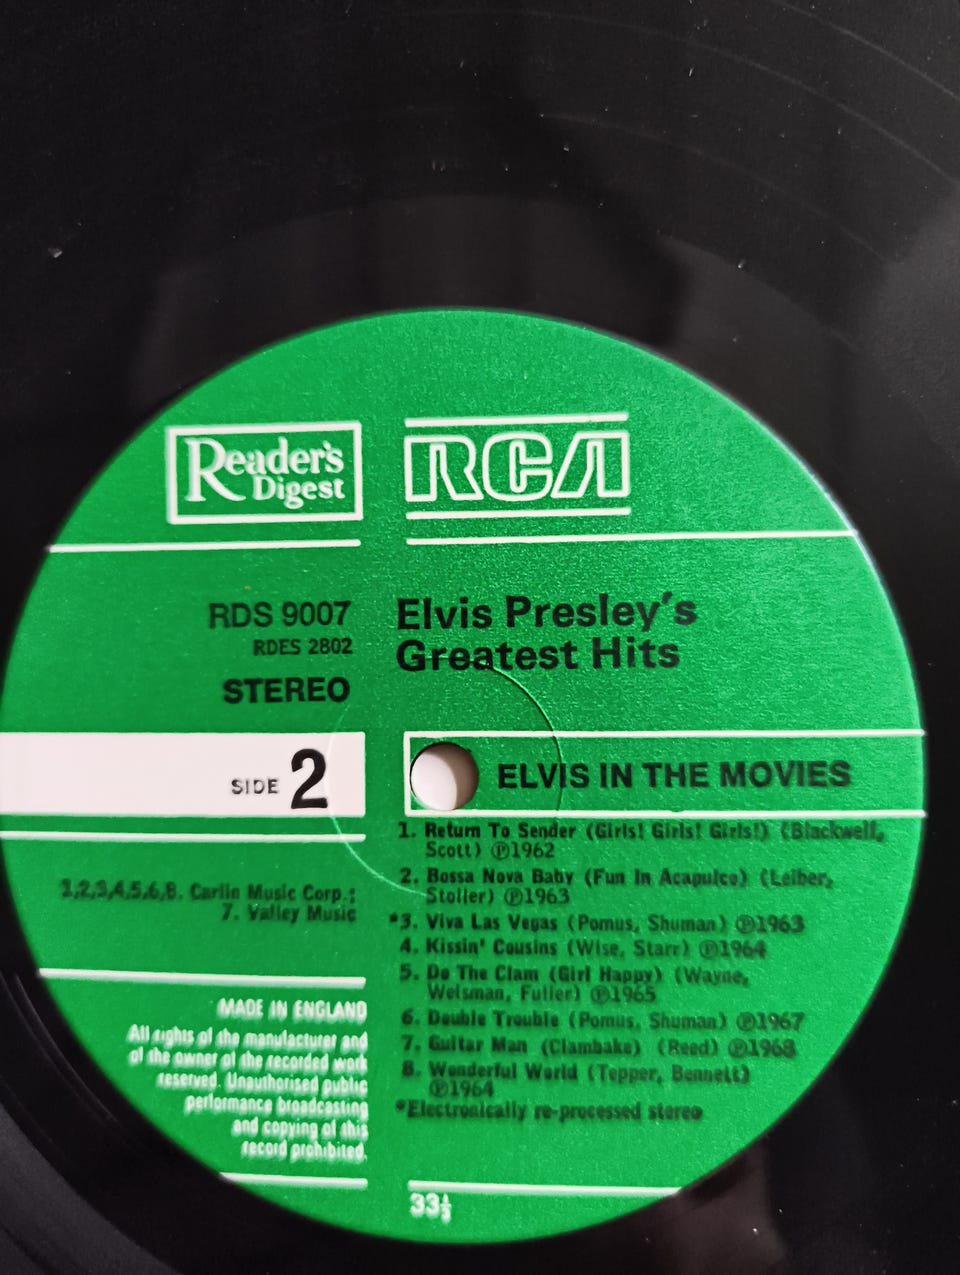 Reader's
Digest
RCA
RDS 9007
RDES 2802
STEREO
Elvis Presley's
Greatest Hits
SIDE 2
ELVIS IN THE MOVIES
1. Return To Sender (Girls! Girls! Girls!) (Blackwell,
Scott) ℗1962
2. Bossa Nova Baby (Fun In Acapulco) (Leiber,
Stoller) ℗1963
*3. Viva Las Vegas (Pomus, Shuman) ℗1963
4. Kissin' Cousins (Wise, Starr) ℗1964
5. Do The Clam (Girl Happy) (Wayne,
Weisman, Fuller) ℗1965
6. Double Trouble (Pomus, Shuman) ℗1967
7. Guitar Man (Clambake) (Reed) ℗1968
8. Wonderful World (Tepper, Bennett)
℗1964
*Electronically re-processed stereo
1,2,3,4,5,6,8. Carlin Music Corp.;
7. Valley Music
MADE IN ENGLAND
All rights of the manufacturer and
of the owner of the recorded work
reserved. Unauthorised public
performance broadcasting
and copying of this
record prohibited.
33⅓